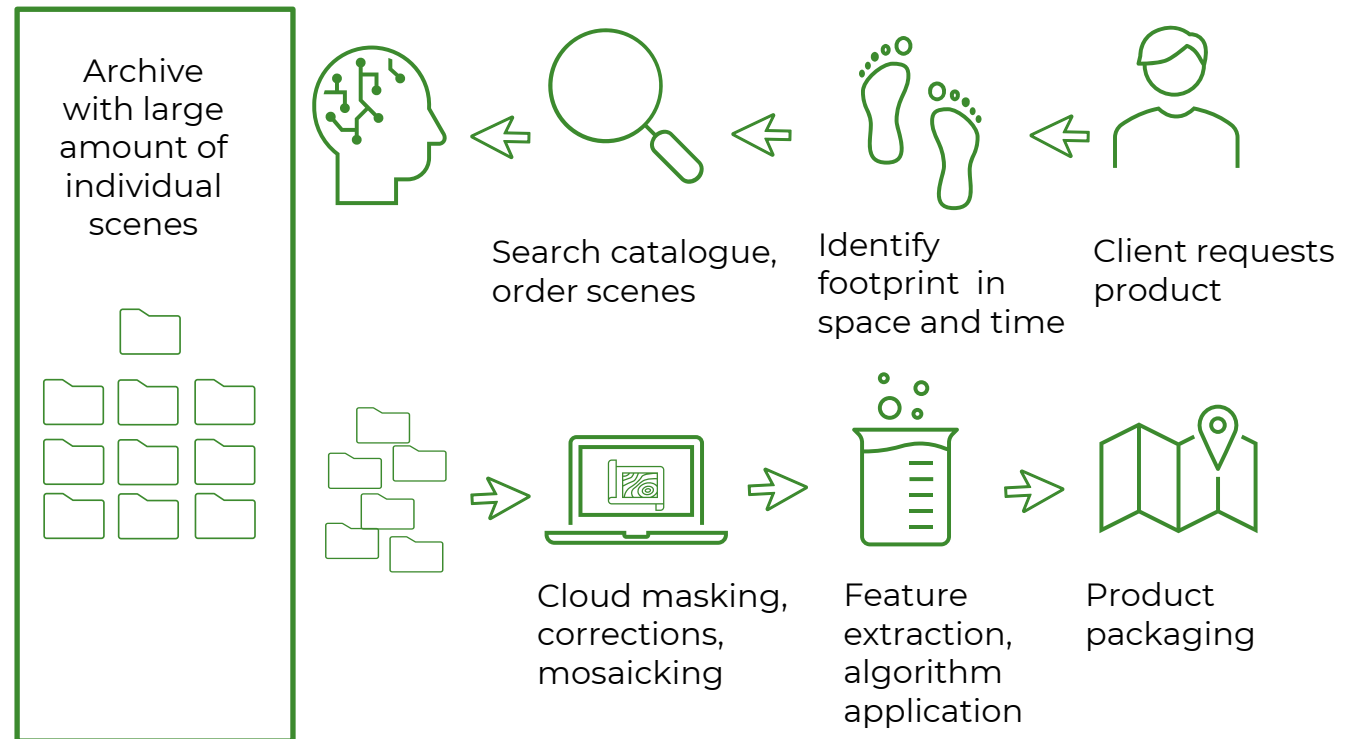 Archive
with large
amount of
individual
scenes
Search catalogue,
order scenes
Identify
footprint in
space and time
Client requests
product
Cloud masking,
corrections,
mosaicking
Feature
extraction,
algorithm
application
Product
packaging